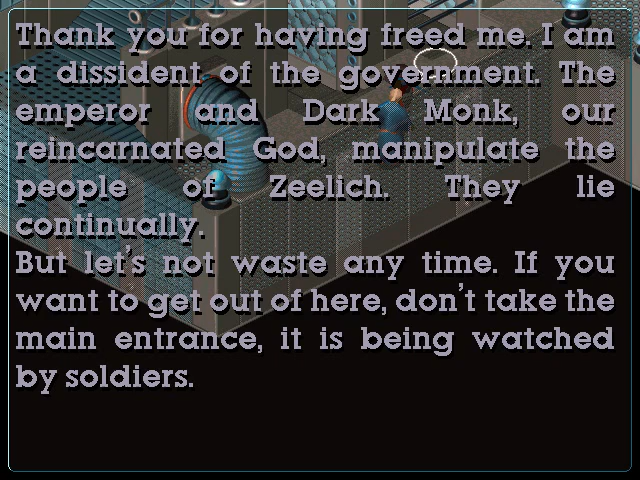 Thank you for having freed me. I am
a dissident of the government. The
emperor and Dark Monk, our
reincarnated God, manipulate the
people of Zeelich. They lie
continually.
But let's not waste any time. If you
want to get out of here, don't take the
main entrance, it is being watched
by soldiers.